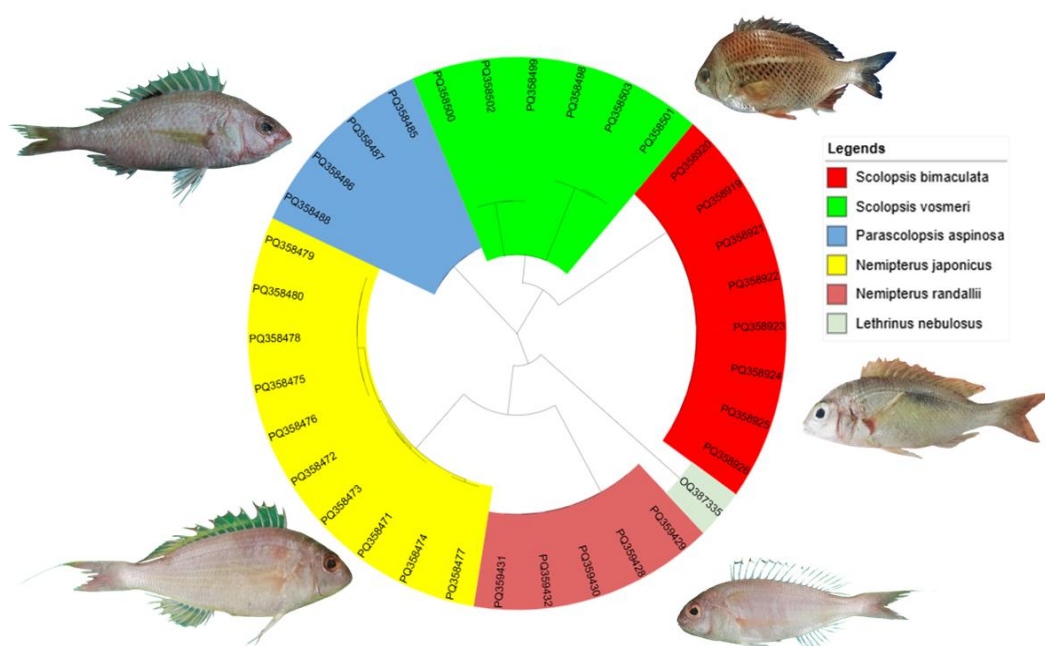 PQ358500
PQ358502
PQ358499
PQ358498
PQ358503
PQ358501
PQ358920
PQ358919
PQ358921
PQ358922
PQ358923
PQ358924
PQ358925
PQ358926
OQ387335
PQ359429
PQ359428
PQ359430
PQ359432
PQ359431
PQ358477
PQ358474
PQ358471
PQ358473
PQ358472
PQ358476
PQ358475
PQ358478
PQ358480
PQ358479
PQ358488
PQ358486
PQ358487
PQ358485
Legends
Scolopsis bimaculata
Scolopsis vosmeri
Parascolopsis aspinosa
Nemipterus japonicus
Nemipterus randallii
Lethrinus nebulosus